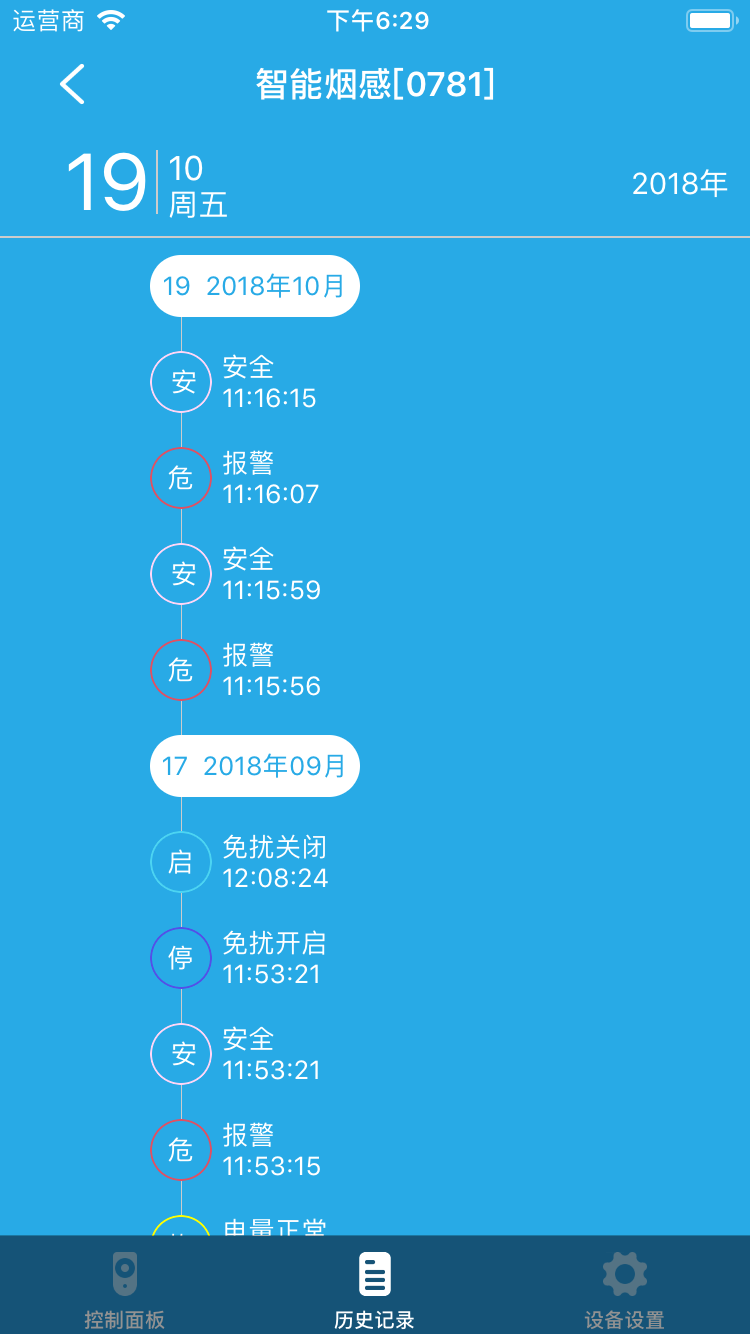 运营商 下午6:29
智能烟感[0781]
19 10 周五 2018年
19 2018年10月
安 安全
11:16:15
危 报警
11:16:07
安 安全
11:15:59
危 报警
11:15:56
17 2018年09月
启 免扰关闭
12:08:24
停 免扰开启
11:53:21
安 安全
11:53:21
危 报警
11:53:15
电量正常
控制面板 历史记录 设备设置